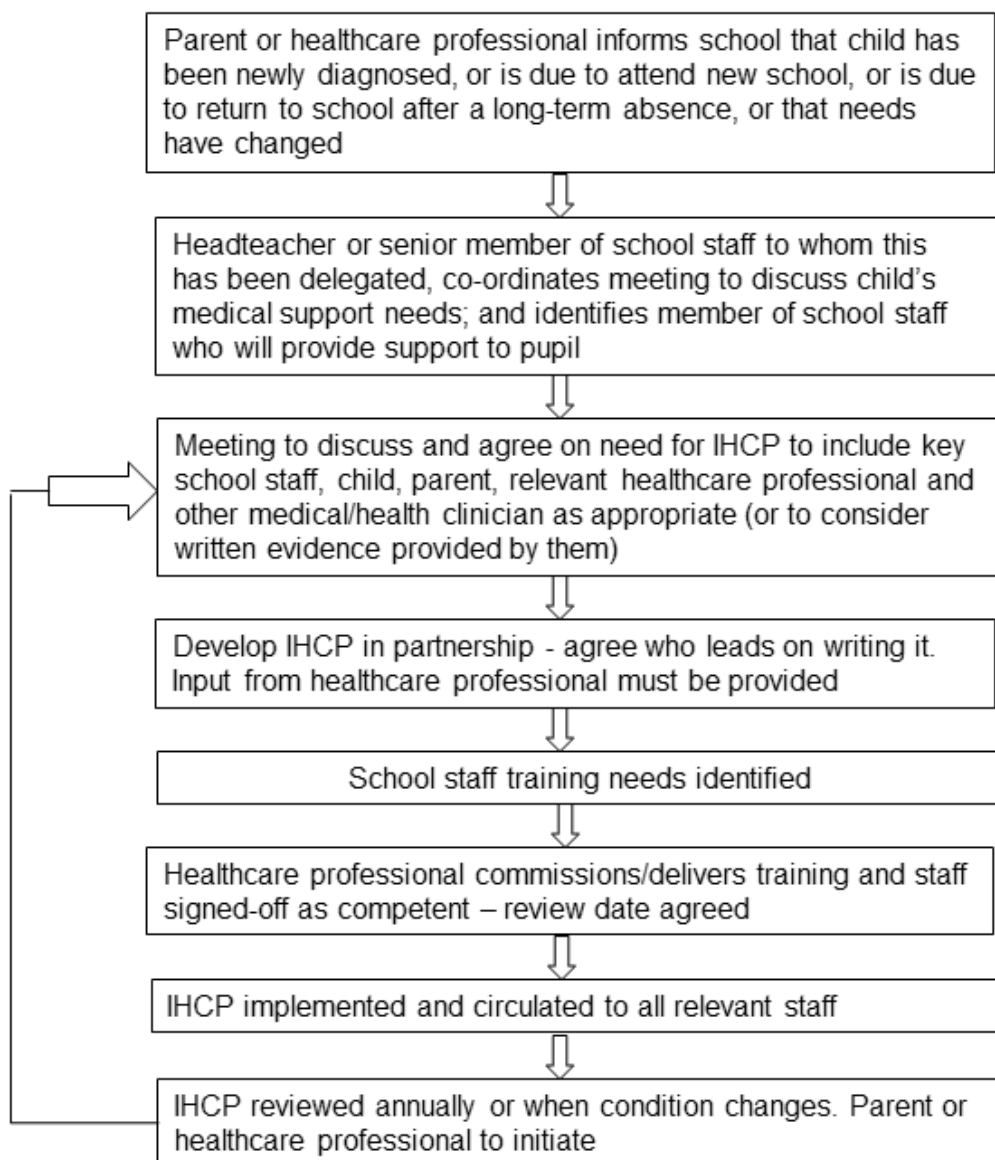 Parent or healthcare professional informs school that child has
been newly diagnosed, or is due to attend new school, or is due
to return to school after a long-term absence, or that needs
have changed
Headteacher or senior member of school staff to whom this
has been delegated, co-ordinates meeting to discuss child's
medical support needs; and identifies member of school staff
who will provide support to pupil
Meeting to discuss and agree on need for IHCP to include key
school staff, child, parent, relevant healthcare professional and
other medical/health clinician as appropriate (or to consider
written evidence provided by them)
Develop IHCP in partnership - agree who leads on writing it.
Input from healthcare professional must be provided
School staff training needs identified
Healthcare professional commissions/delivers training and staff
signed-off as competent – review date agreed
IHCP implemented and circulated to all relevant staff
IHCP reviewed annually or when condition changes. Parent or
healthcare professional to initiate